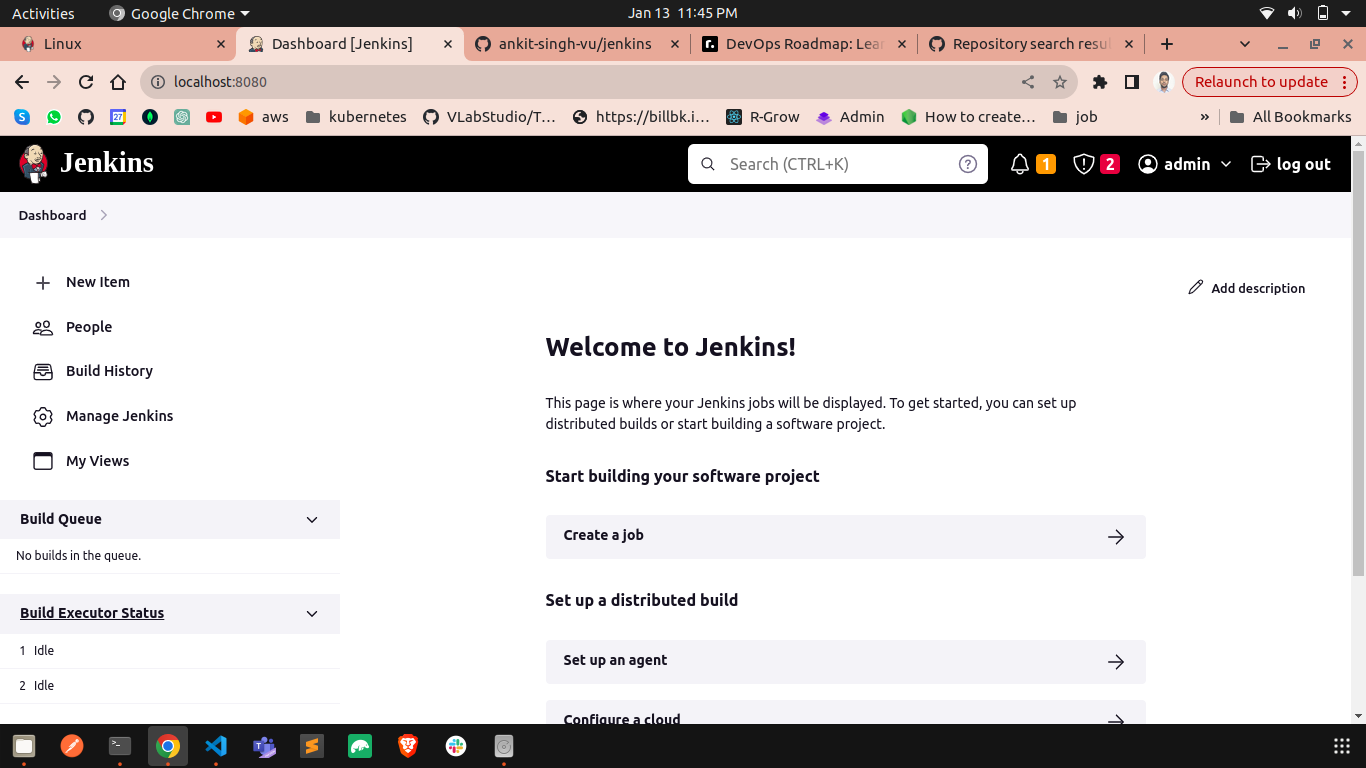 Activities Google Chrome Jan 13 11:45 PM
Linux Dashboard [Jenkins] ankit-singh-vu/jenkins DevOps Roadmap: Lear Repository search resul
localhost:8080 Relaunch to update
27 aws kubernetes VLabStudio/T… https://billbk.i… R-Grow Admin How to create… job » All Bookmarks
Jenkins Search (CTRL+K) 1 2 admin log out
Dashboard
New Item
Add description
People
Build History
Manage Jenkins
My Views
Welcome to Jenkins!
This page is where your Jenkins jobs will be displayed. To get started, you can set up
distributed builds or start building a software project.
Start building your software project
Create a job
Set up a distributed build
Set up an agent
Configure a cloud
Build Queue
No builds in the queue.
Build Executor Status
1 Idle
2 Idle